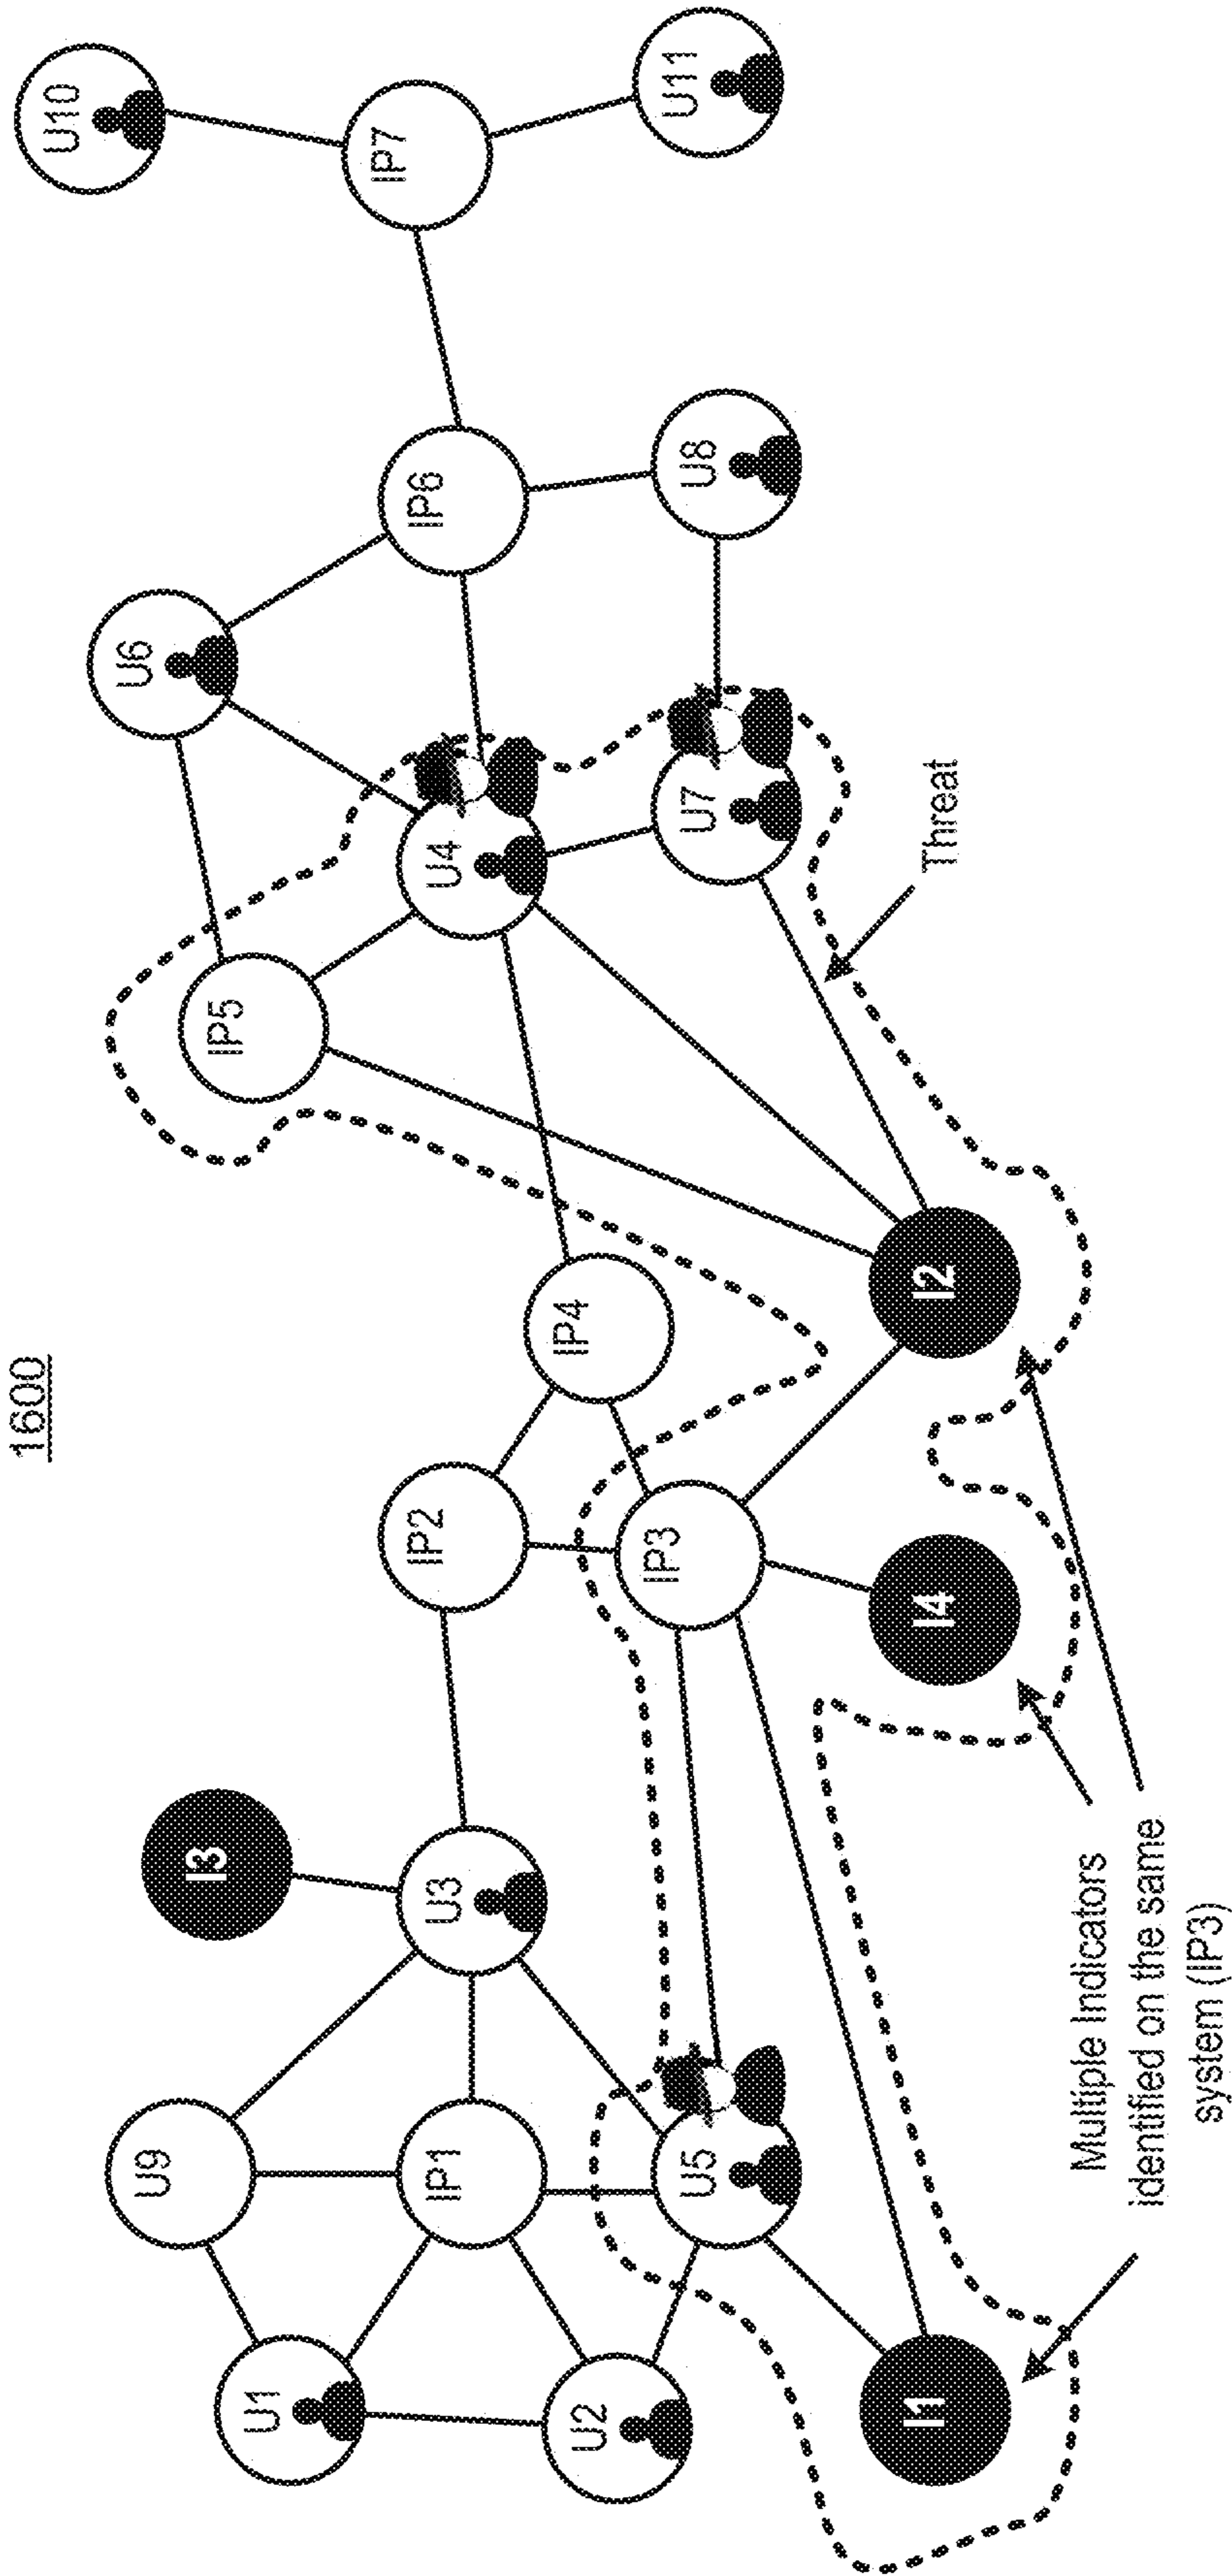 1600
U10
U6
U9
I3
IP5
U1
IP7
IP2
IP6
IP1
U3
U4
IP4
U2
IP3
U11
U5
U7
U8
I1
I4
I2
Threat
Multiple Indicators
identified on the same
system (IP3)